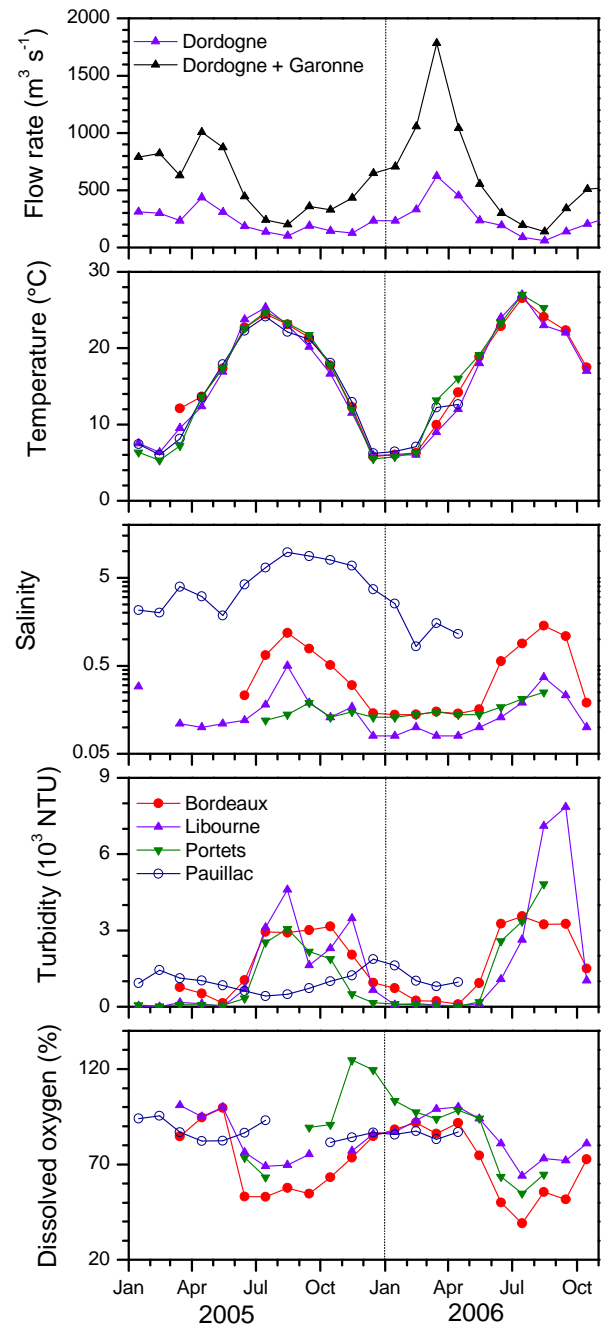 Flow rate (m³ s⁻¹)
2000
1500
1000
500
0
Dordogne
Dordogne + Garonne
Temperature (°C)
30
20
10
0
Salinity
5
0.5
0.05
Turbidity (10³ NTU)
9
6
3
0
Bordeaux
Libourne
Portets
Pauillac
Dissolved oxygen (%)
120
70
20
Jan Apr Jul Oct Jan Apr Jul Oct
2005 2006